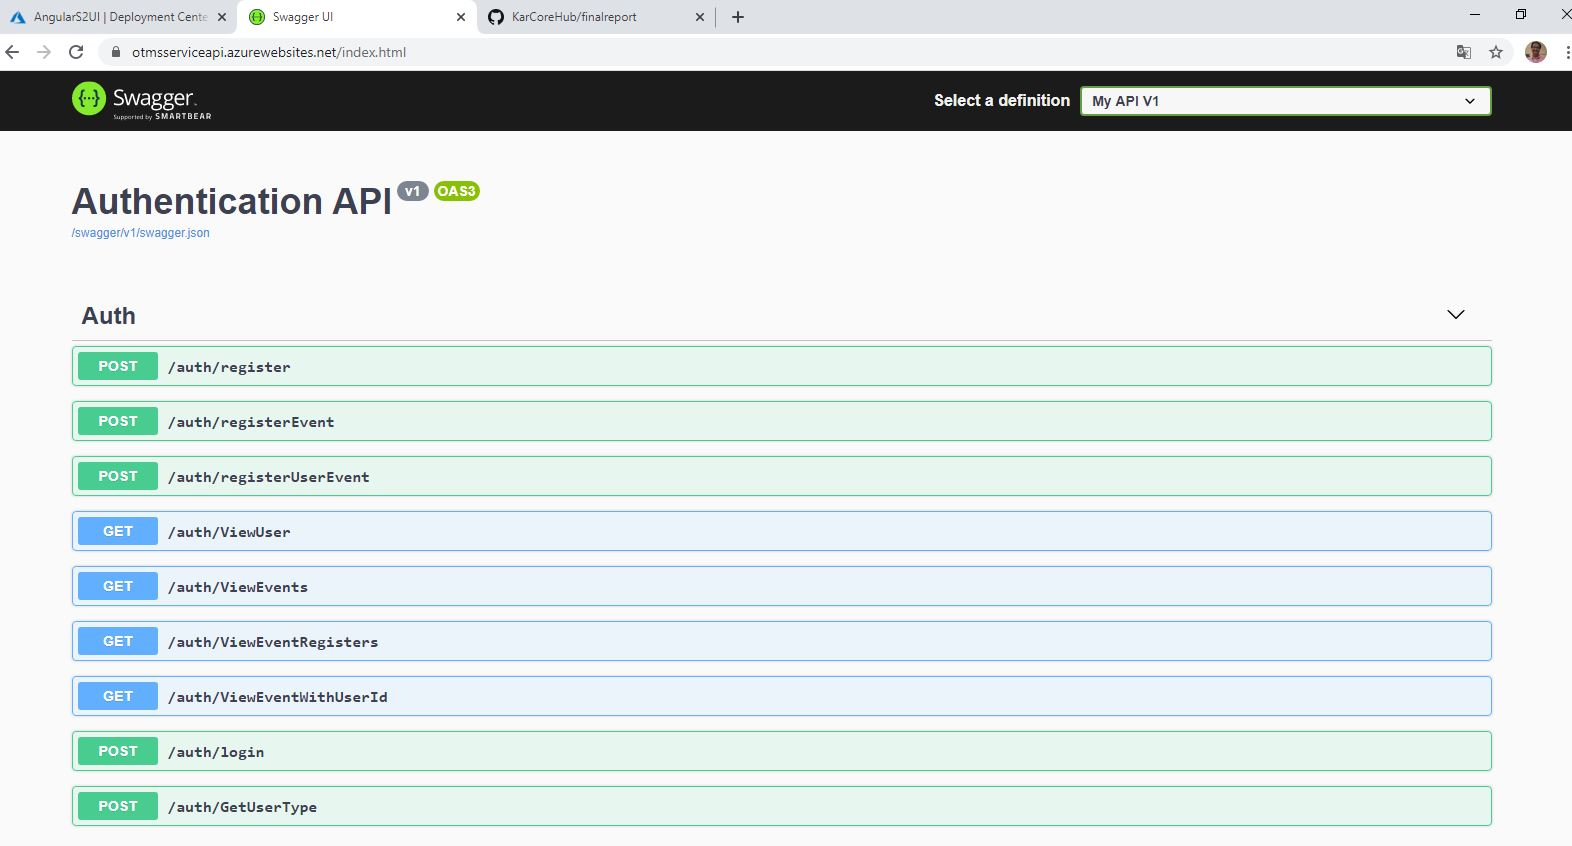 AngularS2UI | Deployment Cente
Swagger UI
KarCoreHub/finalreport
otmsserviceapi.azurewebsites.net/index.html
Swagger.
Supported by SMARTBEAR
Select a definition
My API V1
Authentication API v1 OAS3
/swagger/v1/swagger.json
Auth
POST /auth/register
POST /auth/registerEvent
POST /auth/registerUserEvent
GET /auth/ViewUser
GET /auth/ViewEvents
GET /auth/ViewEventRegisters
GET /auth/ViewEventWithUserId
POST /auth/login
POST /auth/GetUserType